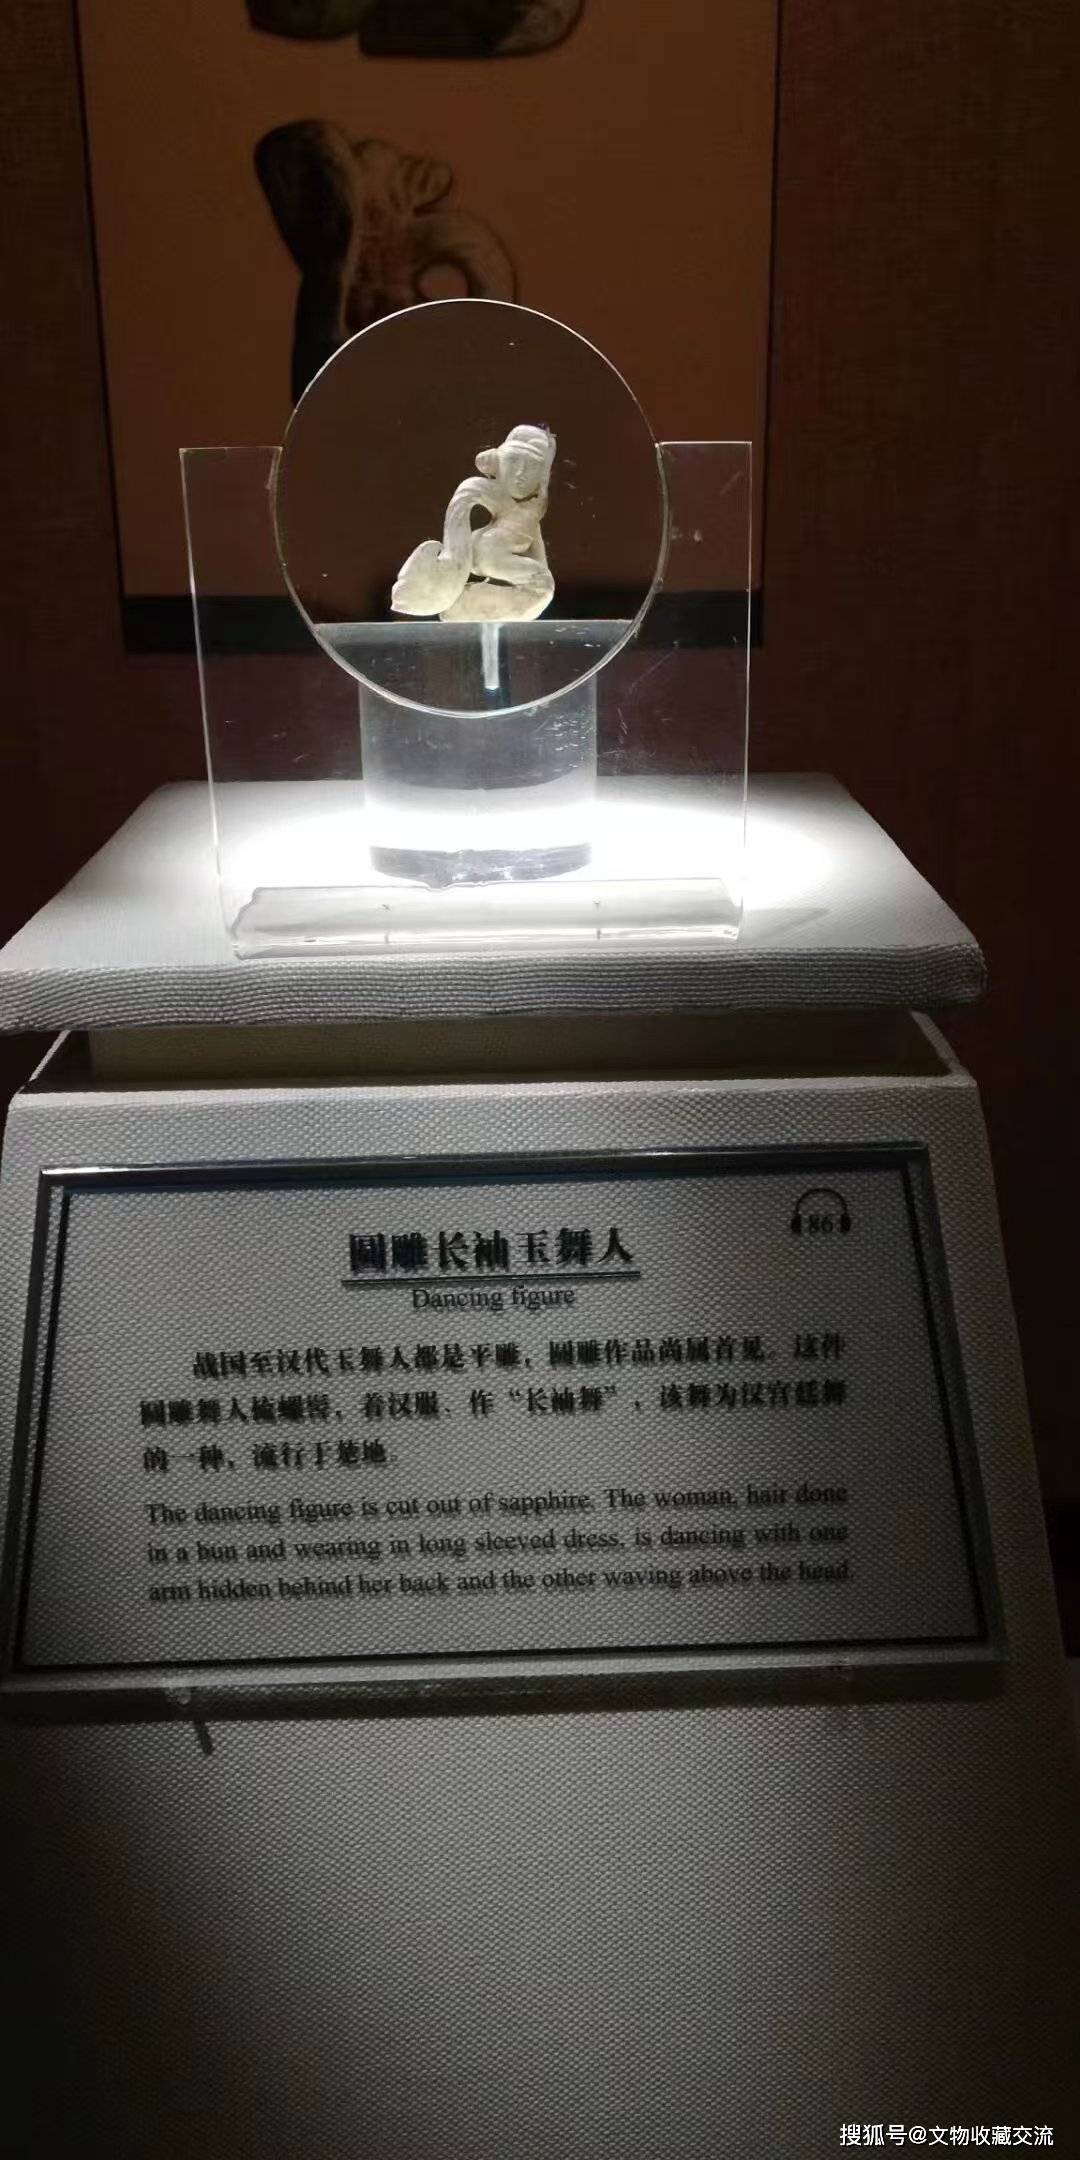 86
圆雕长袖玉舞人
Dancing figure
战国至汉代玉舞人都是平雕，圆雕作品尚属首见。这件
圆雕舞人梳螺髻，着汉服、作“长袖舞”，该舞为汉宫廷舞
的一种，流行于楚地。
The dancing figure is cut out of sapphire. The woman, hair done
in a bun and wearing in long sleeved dress, is dancing with one
arm hidden behind her back and the other waving above the head.
搜狐号@文物收藏交流